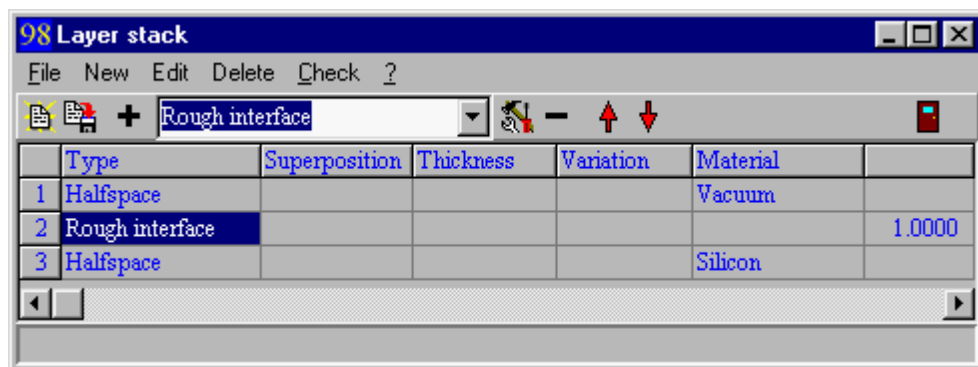 98 Layer stack
File New Edit Delete Check ?
Rough interface
Type Superposition Thickness Variation Material
1 Halfspace Vacuum
2 Rough interface 1.0000
3 Halfspace Silicon